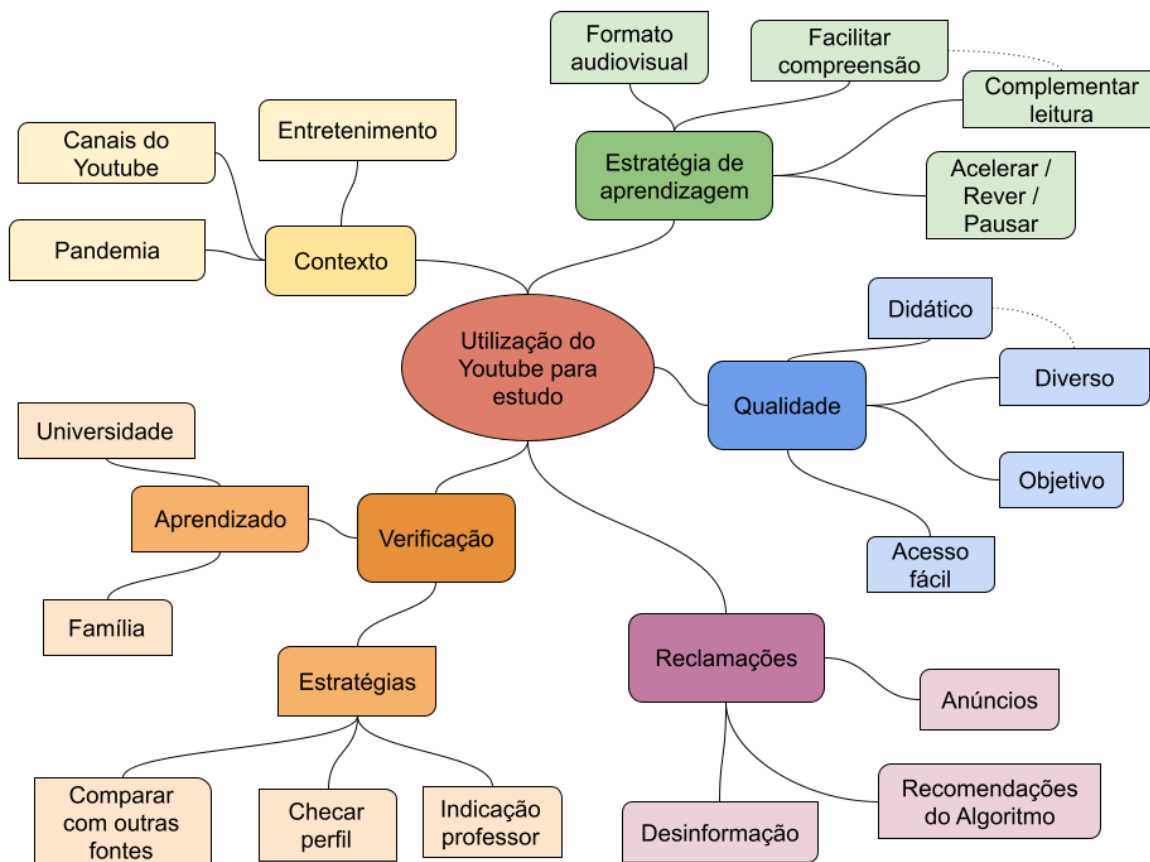 Formato
audiovisual
Facilitar
compreensão
Complementar
leitura
Acelerar /
Rever /
Pausar
Estratégia de
aprendizagem
Entretenimento
Canais do
Youtube
Pandemia
Contexto
Utilização do
Youtube para
estudo
Didático
Diverso
Qualidade
Objetivo
Acesso
fácil
Universidade
Aprendizado
Verificação
Família
Estratégias
Comparar
com outras
fontes
Checar
perfil
Indicação
professor
Reclamações
Anúncios
Recomendações
do Algoritmo
Desinformação